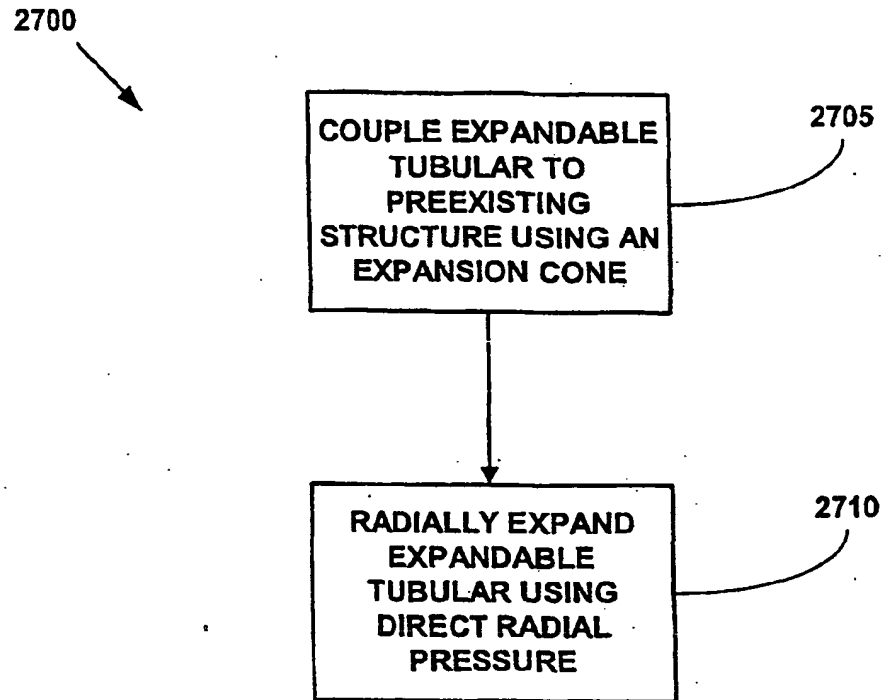 2700
COUPLE EXPANDABLE
TUBULAR TO
PREEXISTING
STRUCTURE USING AN
EXPANSION CONE
2705
RADIALLY EXPAND
EXPANDABLE
TUBULAR USING
DIRECT RADIAL
PRESSURE
2710